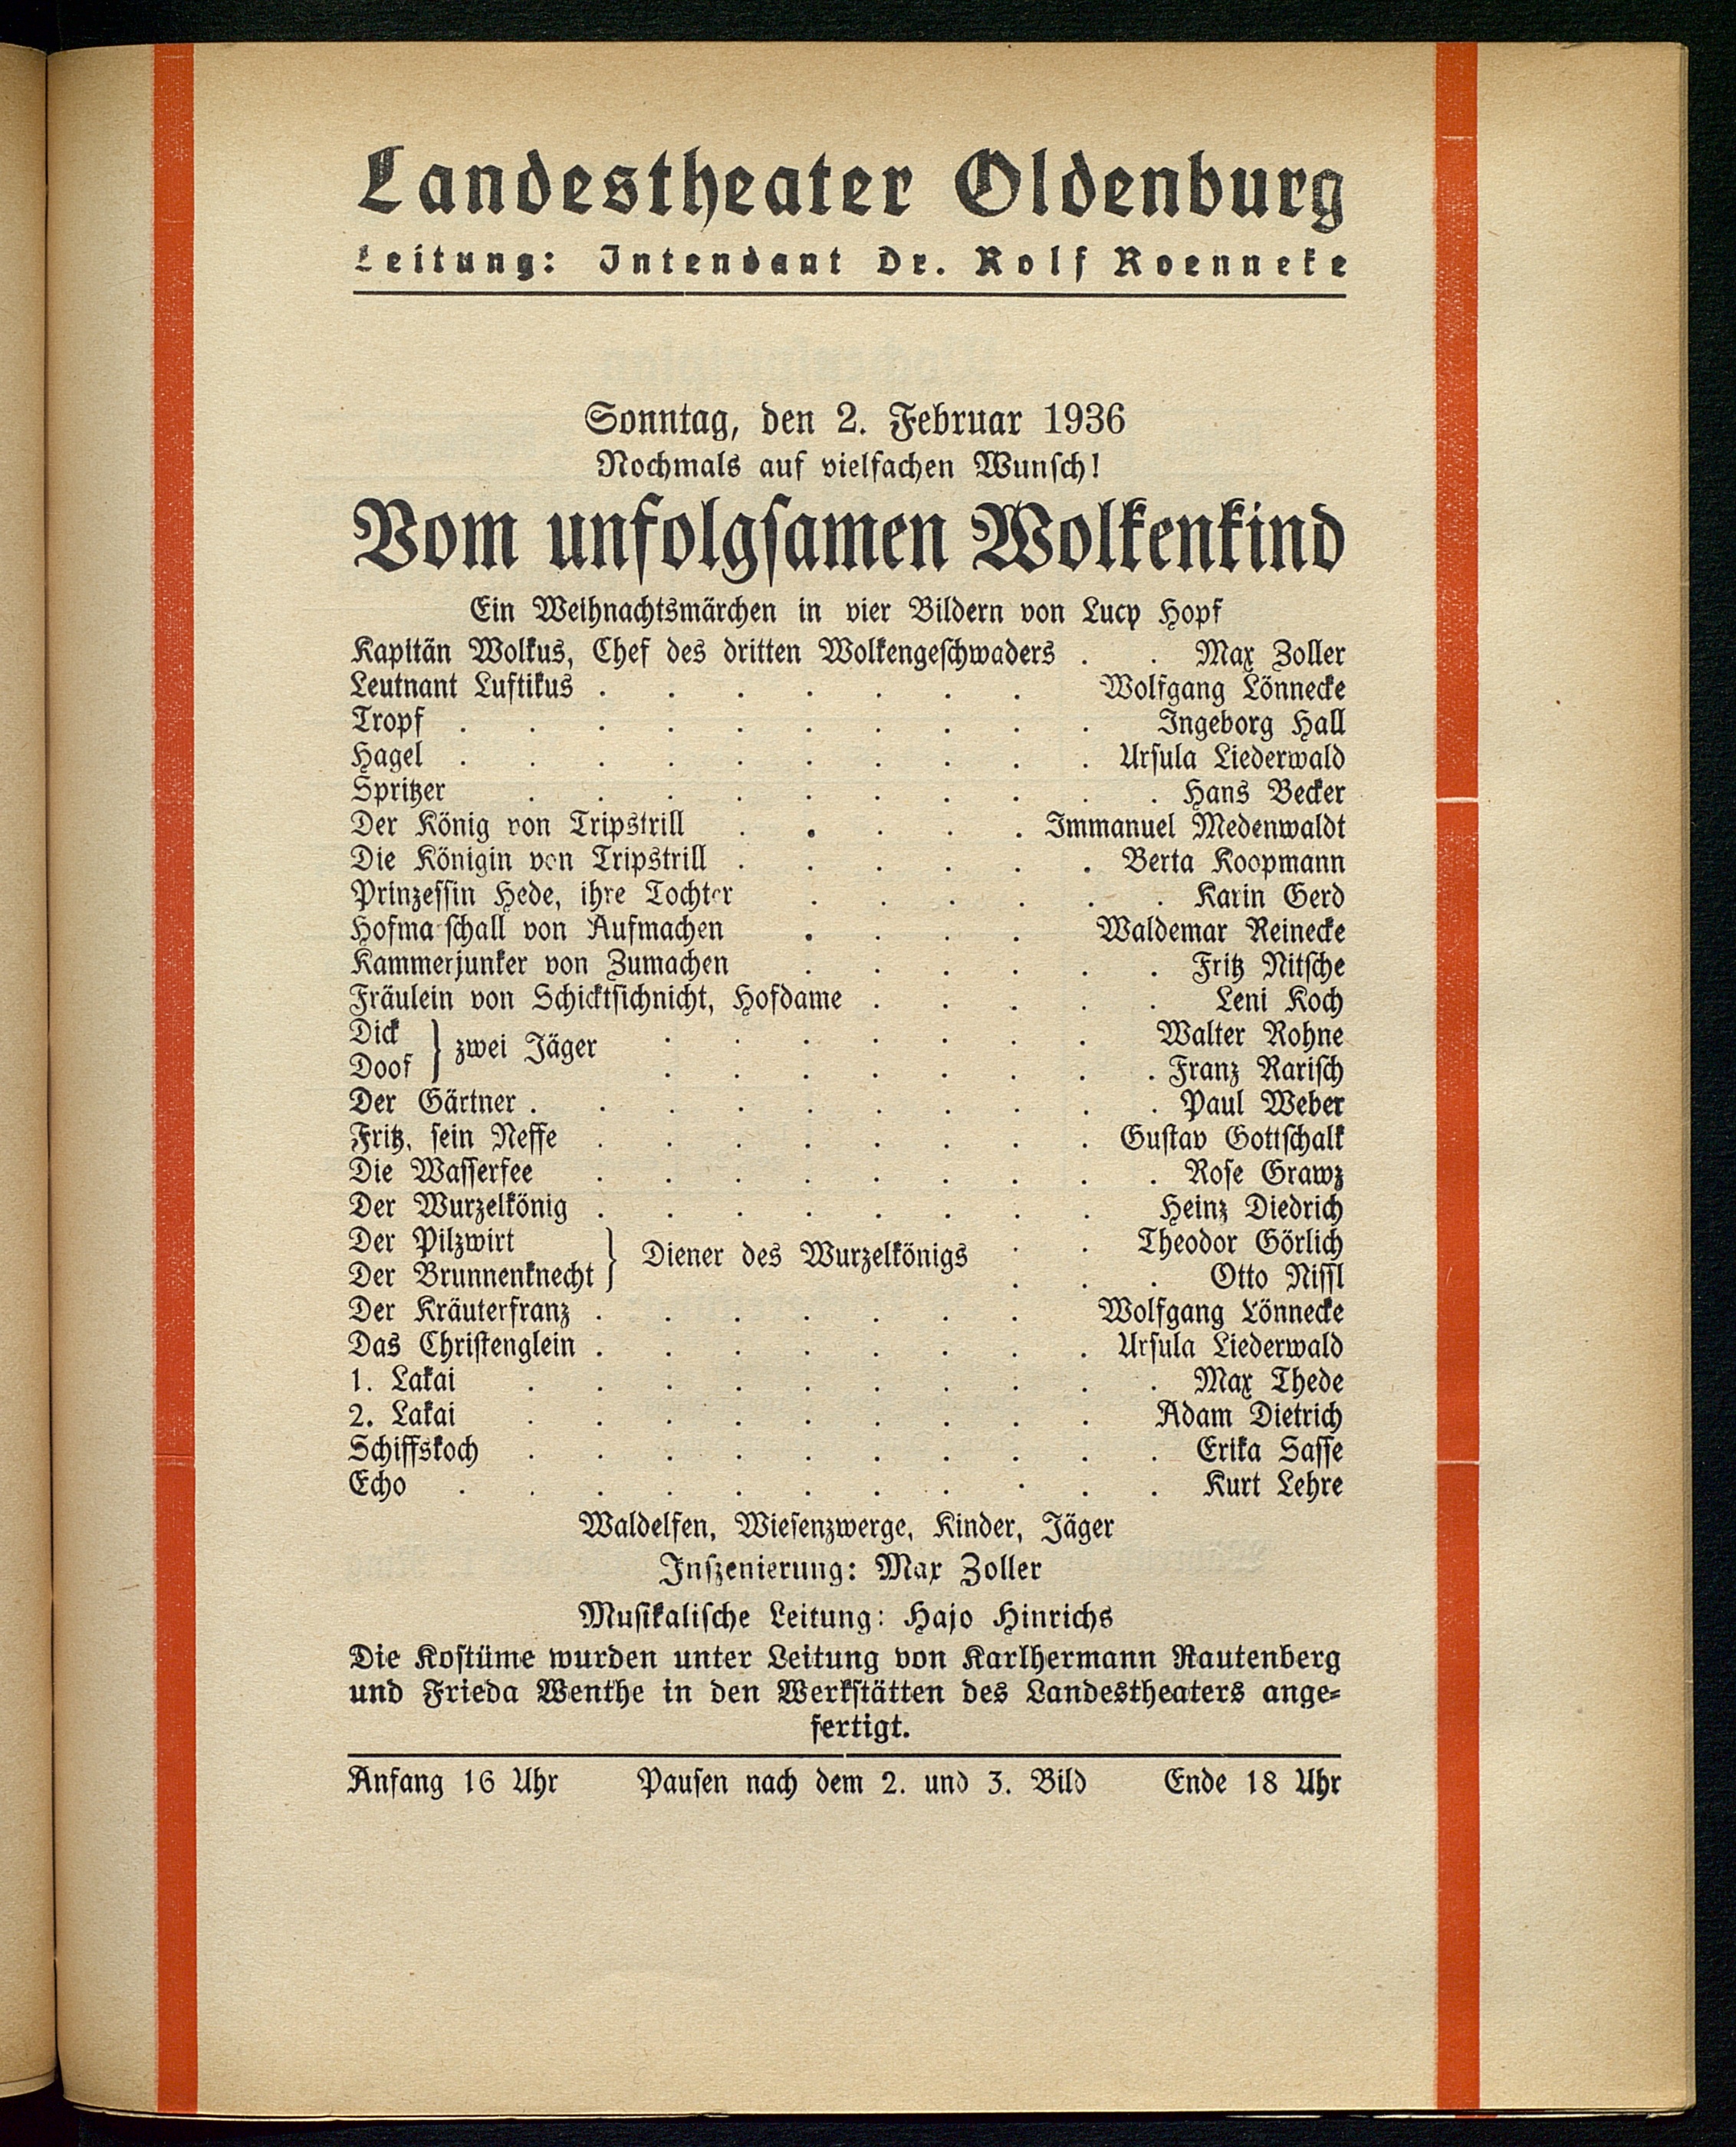 Landestheater Oldenburg
Leitung: Intendant Dr. Rolf Roenneke
Sonntag, den 2. Februar 1936
Nochmals auf vielfachen Wunsch!
Vom unfolgsamen Wolkenkind
Ein Weihnachtsmärchen in vier Bildern von Lucy Hopf
Kapitän Wolkus, Chef des dritten Wolkengeschwaders . . Max Zoller
Leutnant Luftikus . . . . . . . Wolfgang Lönnecke
Tropf . . . . . . . . . . Ingeborg Hall
Hagel . . . . . . . . . . Ursula Liederwald
Spritzer . . . . . . . . . . Hans Becker
Der König von Tripstrill . . . . . Immanuel Medenwaldt
Die Königin von Tripstrill . . . . . . Berta Koopmann
Prinzessin Hede, ihre Tochter . . . . . . Karin Gerd
Hofma schall von Aufmachen . . . . Waldemar Reinecke
Kammerjunker von Zumachen . . . . . . Fritz Nitsche
Fräulein von Schicktsichnicht, Hofdame . . . . . Leni Koch
Dick } zwei Jäger . . . . . . . Walter Rohne
Doof } . . . . . . . . Franz Rarisch
Der Gärtner . . . . . . . . . . Paul Weber
Fritz, sein Neffe . . . . . . . . Gustav Gottschalk
Die Wasserfee . . . . . . . . . Rose Grawz
Der Wurzelkönig . . . . . . . . Heinz Diedrich
Der Pilzwirt } Diener des Wurzelkönigs . . Theodor Görlich
Der Brunnenknecht } . . . Otto Nissl
Der Kräuterfranz . . . . . . . Wolfgang Lönnecke
Das Christenglein . . . . . . . . Ursula Liederwald
1. Lakai . . . . . . . . . . Max Thede
2. Lakai . . . . . . . . . Adam Dietrich
Schiffskoch . . . . . . . . . . Erika Sasse
Echo . . . . . . . . . . . Kurt Lehre
Waldelfen, Wiesenzwerge, Kinder, Jäger
Inszenierung: Max Zoller
Musikalische Leitung: Hajo Hinrichs
Die Kostüme wurden unter Leitung von Karlhermann Rautenberg
und Frieda Wenthe in den Werkstätten des Landestheaters ange-
fertigt.
Anfang 16 Uhr Pausen nach dem 2. und 3. Bild Ende 18 Uhr